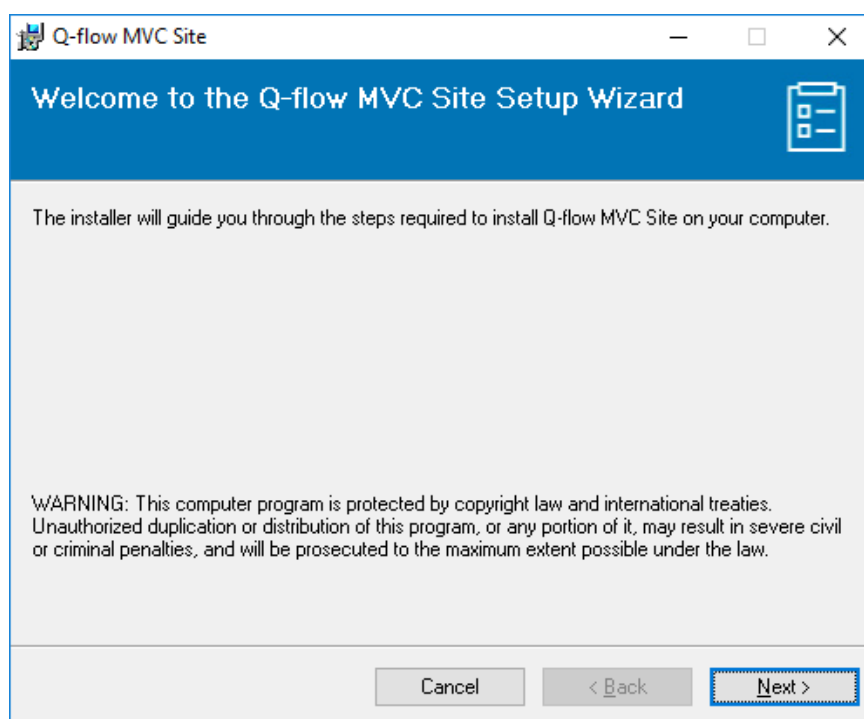 Q-flow MVC Site
Welcome to the Q-flow MVC Site Setup Wizard
The installer will guide you through the steps required to install Q-flow MVC Site on your computer.
WARNING: This computer program is protected by copyright law and international treaties.
Unauthorized duplication or distribution of this program, or any portion of it, may result in severe civil
or criminal penalties, and will be prosecuted to the maximum extent possible under the law.
Cancel < Back Next >